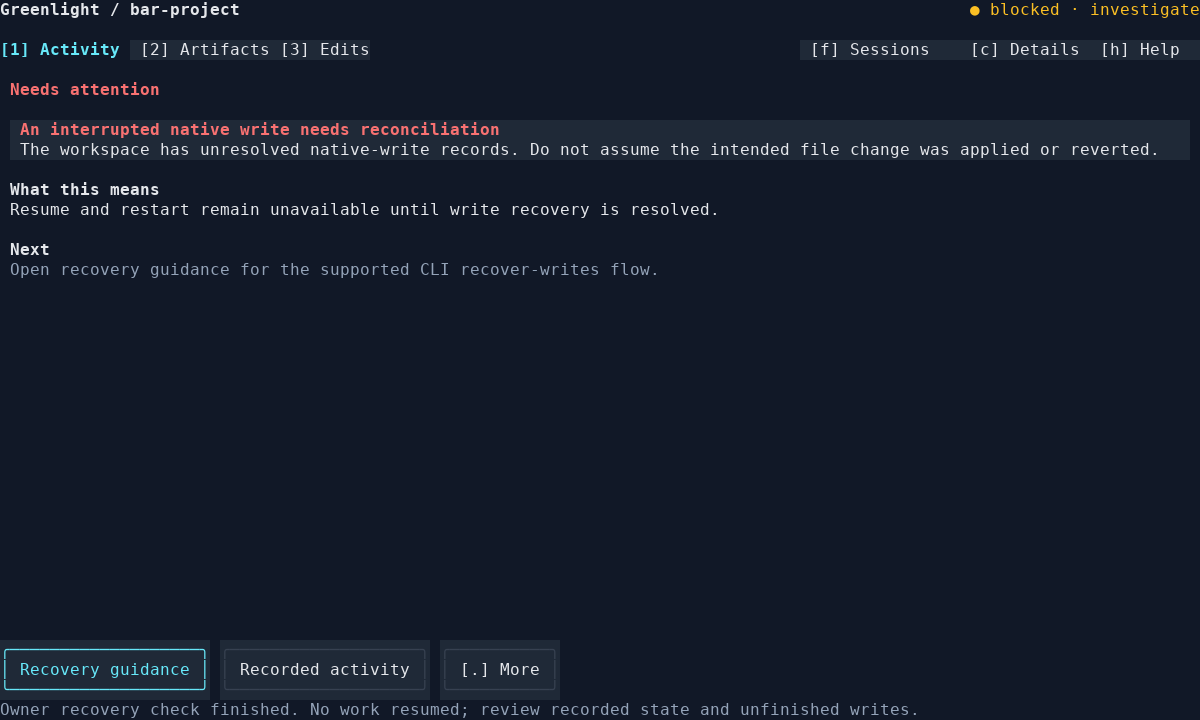 Greenlight / bar-project ● blocked · investigate
[1] Activity [2] Artifacts [3] Edits [f] Sessions [c] Details [h] Help
Needs attention
An interrupted native write needs reconciliation
The workspace has unresolved native-write records. Do not assume the intended file change was applied or reverted.
What this means
Resume and restart remain unavailable until write recovery is resolved.
Next
Open recovery guidance for the supported CLI recover-writes flow.
Recovery guidance Recorded activity [.] More
Owner recovery check finished. No work resumed; review recorded state and unfinished writes.